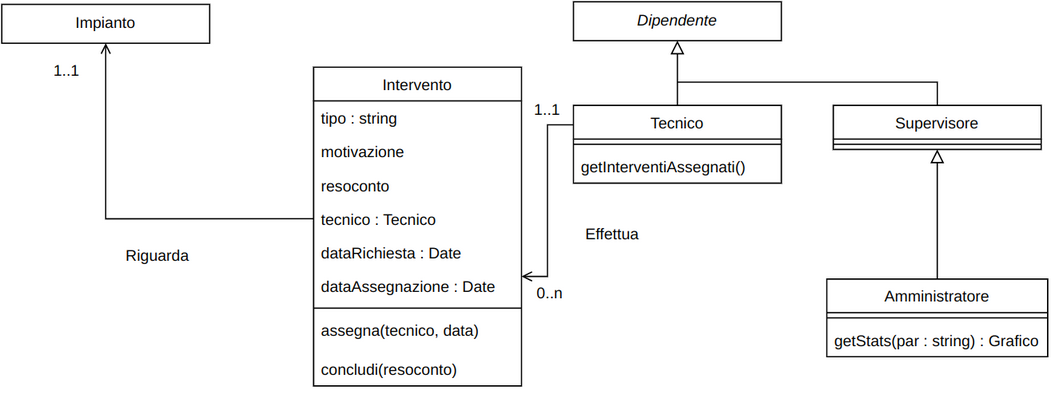 Impianto
1..1
Riguarda
Intervento
tipo : string
motivazione
resoconto
tecnico : Tecnico
dataRichiesta : Date
dataAssegnazione : Date
assegna(tecnico, data)
concludi(resoconto)
1..1
Effettua
0..n
Dipendente
Tecnico
getInterventiAssegnati()
Supervisore
Amministratore
getStats(par : string) : Grafico